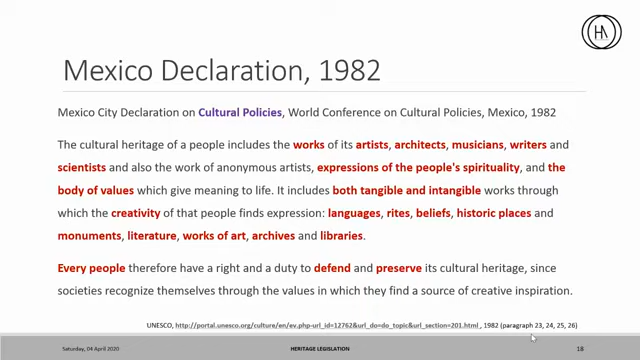 HA
Mexico Declaration, 1982
Mexico City Declaration on Cultural Policies, World Conference on Cultural Policies, Mexico, 1982
The cultural heritage of a people includes the works of its artists, architects, musicians, writers and
scientists and also the work of anonymous artists, expressions of the people's spirituality, and the
body of values which give meaning to life. It includes both tangible and intangible works through
which the creativity of that people finds expression: languages, rites, beliefs, historic places and
monuments, literature, works of art, archives and libraries.
Every people therefore have a right and a duty to defend and preserve its cultural heritage, since
societies recognize themselves through the values in which they find a source of creative inspiration.
UNESCO, http://portal.unesco.org/culture/en/ev.php-url_id=12762&url_do=do_topic&url_section=201.html , 1982 (paragraph 23, 24, 25, 26)
Saturday, 04 April 2020
HERITAGE LEGISLATION
18